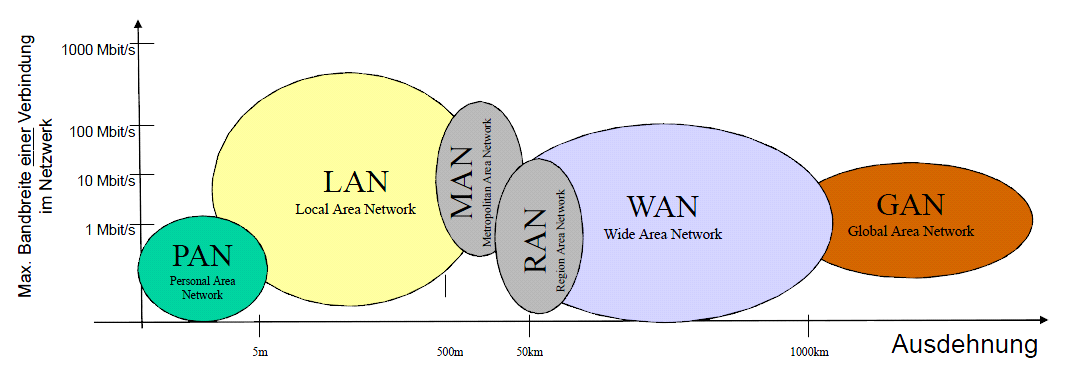 Max. Bandbreite einer Verbindung
im Netzwerk
1000 Mbit/s
100 Mbit/s
10 Mbit/s
1 Mbit/s
PAN
Personal Area
Network
LAN
Local Area Network
MAN
Metropolitan Area Network
RAN
Region Area Network
WAN
Wide Area Network
GAN
Global Area Network
5m
500m
50km
1000km
Ausdehnung